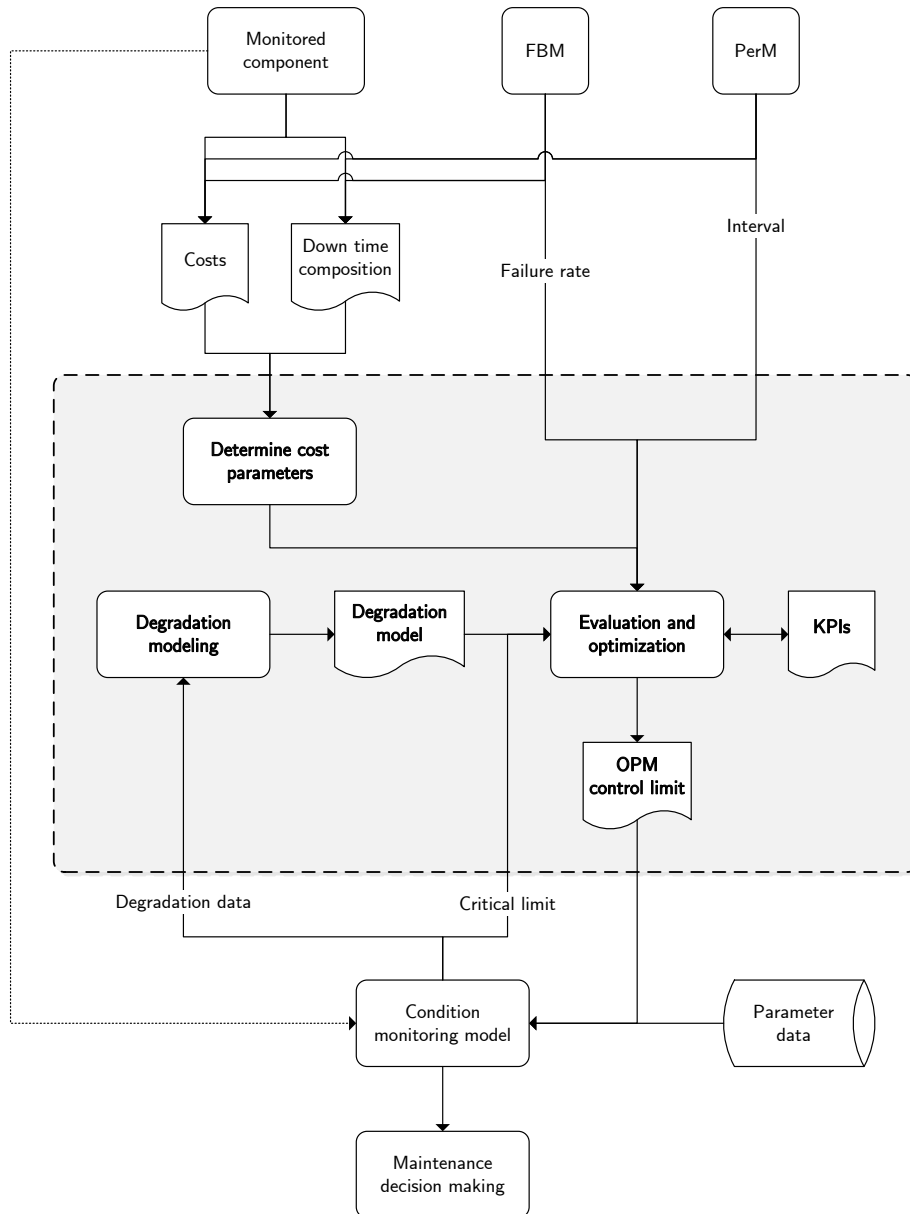 Monitored
component
FBM
PerM
Interval
Costs
Down time
composition
Failure rate
Determine cost
parameters
Degradation
modeling
Degradation
model
Evaluation and
optimization
KPIs
OPM
control limit
Degradation data
Critical limit
Condition
monitoring model
Parameter
data
Maintenance
decision making